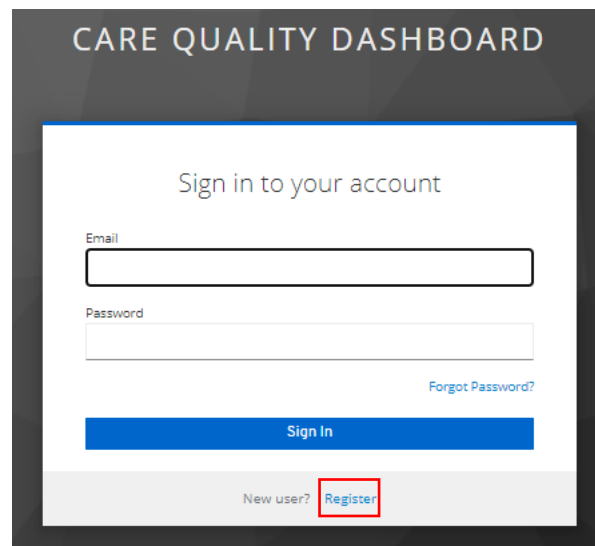 CARE QUALITY DASHBOARD
Sign in to your account
Email
Password
Forgot Password?
Sign In
New user? Register